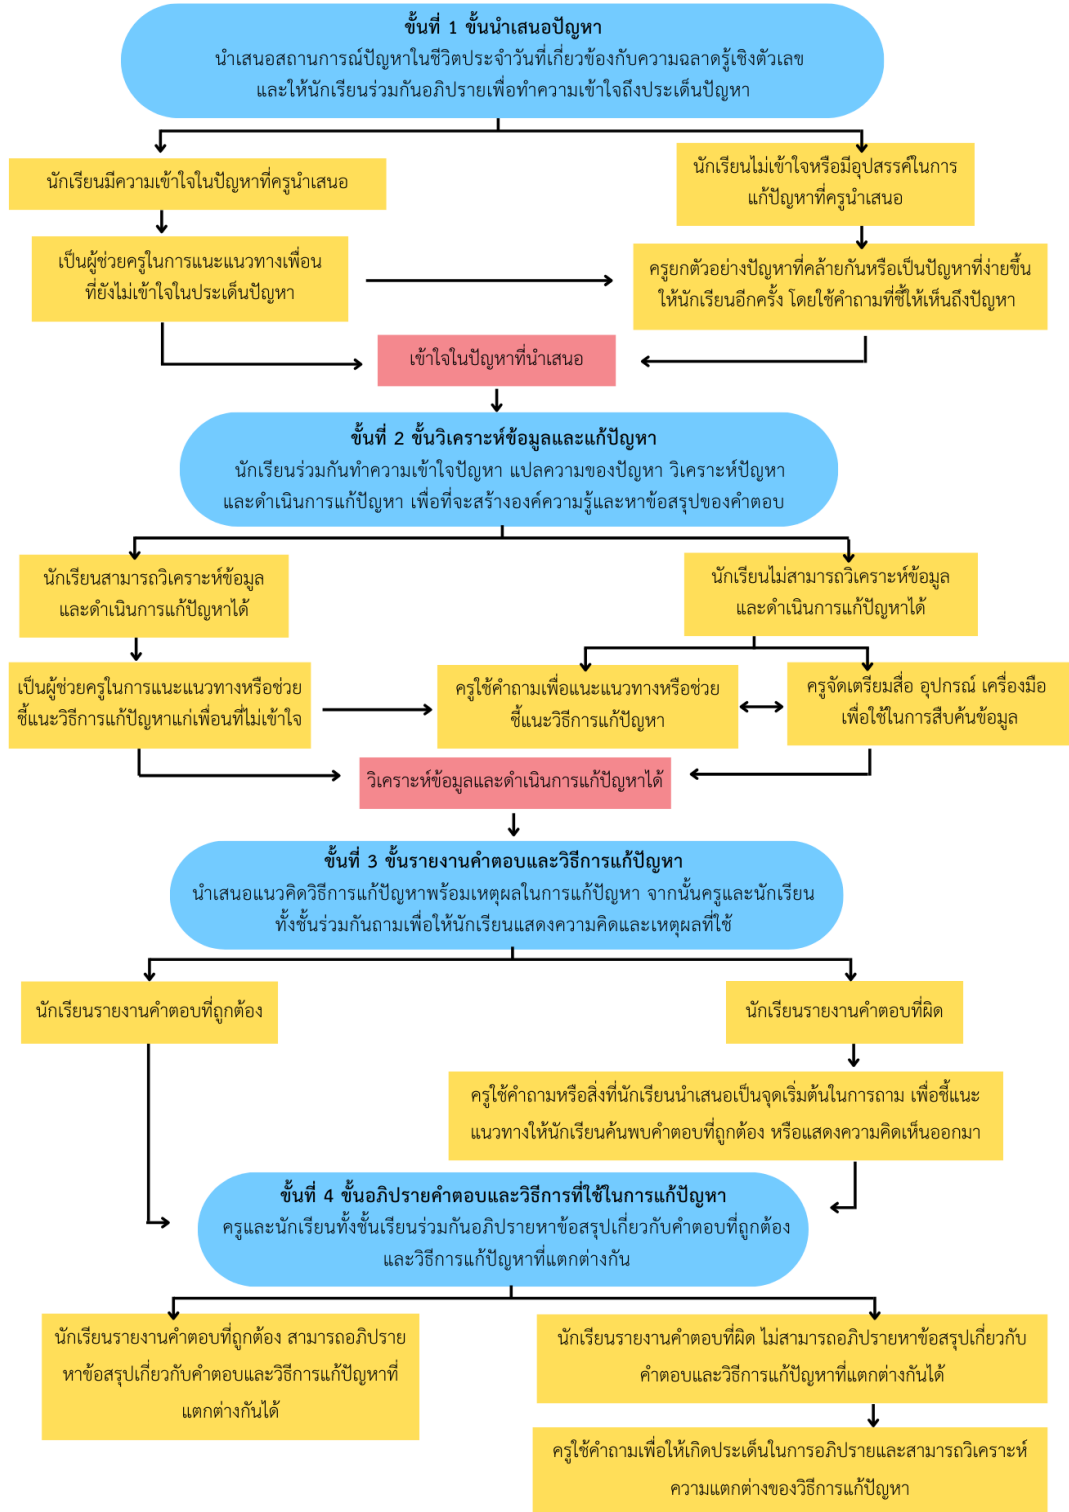 ขั้นที่ 1 ขั้นนำเสนอปัญหา
นำเสนอสถานการณ์ปัญหาในชีวิตประจำวันที่เกี่ยวข้องกับความฉลาดรู้เชิงตัวเลข
และให้นักเรียนร่วมกันอภิปรายเพื่อทำความเข้าใจถึงประเด็นปัญหา
นักเรียนมีความเข้าใจในปัญหาที่ครูนำเสนอ
นักเรียนไม่เข้าใจหรือมีอุปสรรค์ในการ
แก้ปัญหาที่ครูนำเสนอ
เป็นผู้ช่วยครูในการแนะแนวทางเพื่อน
ที่ยังไม่เข้าใจในประเด็นปัญหา
ครูยกตัวอย่างปัญหาที่คล้ายกันหรือเป็นปัญหาที่ง่ายขึ้น
ให้นักเรียนอีกครั้ง โดยใช้คำถามที่ชี้ให้เห็นถึงปัญหา
เข้าใจในปัญหาที่นำเสนอ
ขั้นที่ 2 ขั้นวิเคราะห์ข้อมูลและแก้ปัญหา
นักเรียนร่วมกันทำความเข้าใจปัญหา แปลความของปัญหา วิเคราะห์ปัญหา
และดำเนินการแก้ปัญหา เพื่อที่จะสร้างองค์ความรู้และหาข้อสรุปของคำตอบ
นักเรียนสามารถวิเคราะห์ข้อมูล
และดำเนินการแก้ปัญหาได้
นักเรียนไม่สามารถวิเคราะห์ข้อมูล
และดำเนินการแก้ปัญหาได้
เป็นผู้ช่วยครูในการแนะแนวทางหรือช่วย
ชี้แนะวิธีการแก้ปัญหาแก่เพื่อนที่ไม่เข้าใจ
ครูใช้คำถามเพื่อแนะแนวทางหรือช่วย
ชี้แนะวิธีการแก้ปัญหา
ครูจัดเตรียมสื่อ อุปกรณ์ เครื่องมือ
เพื่อใช้ในการสืบค้นข้อมูล
วิเคราะห์ข้อมูลและดำเนินการแก้ปัญหาได้
ขั้นที่ 3 ขั้นรายงานคำตอบและวิธีการแก้ปัญหา
นำเสนอแนวคิดวิธีการแก้ปัญหาพร้อมเหตุผลในการแก้ปัญหา จากนั้นครูและนักเรียน
ทั้งชั้นร่วมกันถามเพื่อให้นักเรียนแสดงความคิดและเหตุผลที่ใช้
นักเรียนรายงานคำตอบที่ถูกต้อง
นักเรียนรายงานคำตอบที่ผิด
ครูใช้คำถามหรือสิ่งที่นักเรียนนำเสนอเป็นจุดเริ่มต้นในการถาม เพื่อชี้แนะ
แนวทางให้นักเรียนค้นพบคำตอบที่ถูกต้อง หรือแสดงความคิดเห็นออกมา
ขั้นที่ 4 ขั้นอภิปรายคำตอบและวิธีการที่ใช้ในการแก้ปัญหา
ครูและนักเรียนทั้งชั้นเรียนร่วมกันอภิปรายหาข้อสรุปเกี่ยวกับคำตอบที่ถูกต้อง
และวิธีการแก้ปัญหาที่แตกต่างกัน
นักเรียนรายงานคำตอบที่ถูกต้อง สามารถอภิปราย
หาข้อสรุปเกี่ยวกับคำตอบและวิธีการแก้ปัญหาที่
แตกต่างกันได้
นักเรียนรายงานคำตอบที่ผิด ไม่สามารถอภิปรายหาข้อสรุปเกี่ยวกับ
คำตอบและวิธีการแก้ปัญหาที่แตกต่างกันได้
ครูใช้คำถามเพื่อให้เกิดประเด็นในการอภิปรายและสามารถวิเคราะห์
ความแตกต่างของวิธีการแก้ปัญหา